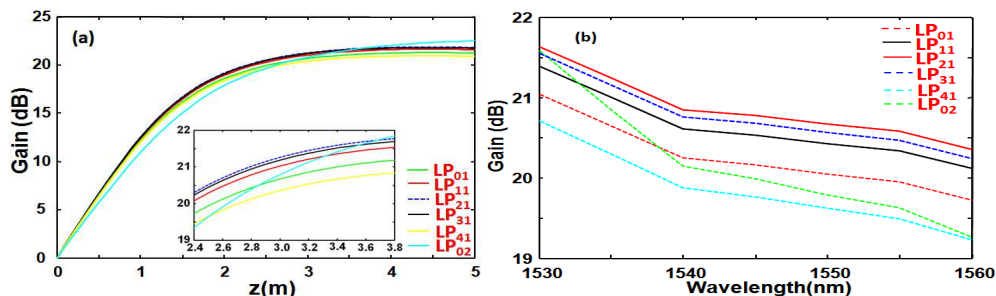 (a)
Gain (dB)
25
20
15
10
5
0
0
1
2
3
4
5
z(m)
22
21
20
19
2.4
2.6
2.8
3.0
3.2
3.4
3.6
3.8
LP01
LP11
LP21
LP31
LP41
LP02
(b)
Gain (dB)
22
21
20
19
1530
1540
1550
1560
Wavelength(nm)
LP01
LP11
LP21
LP31
LP41
LP02